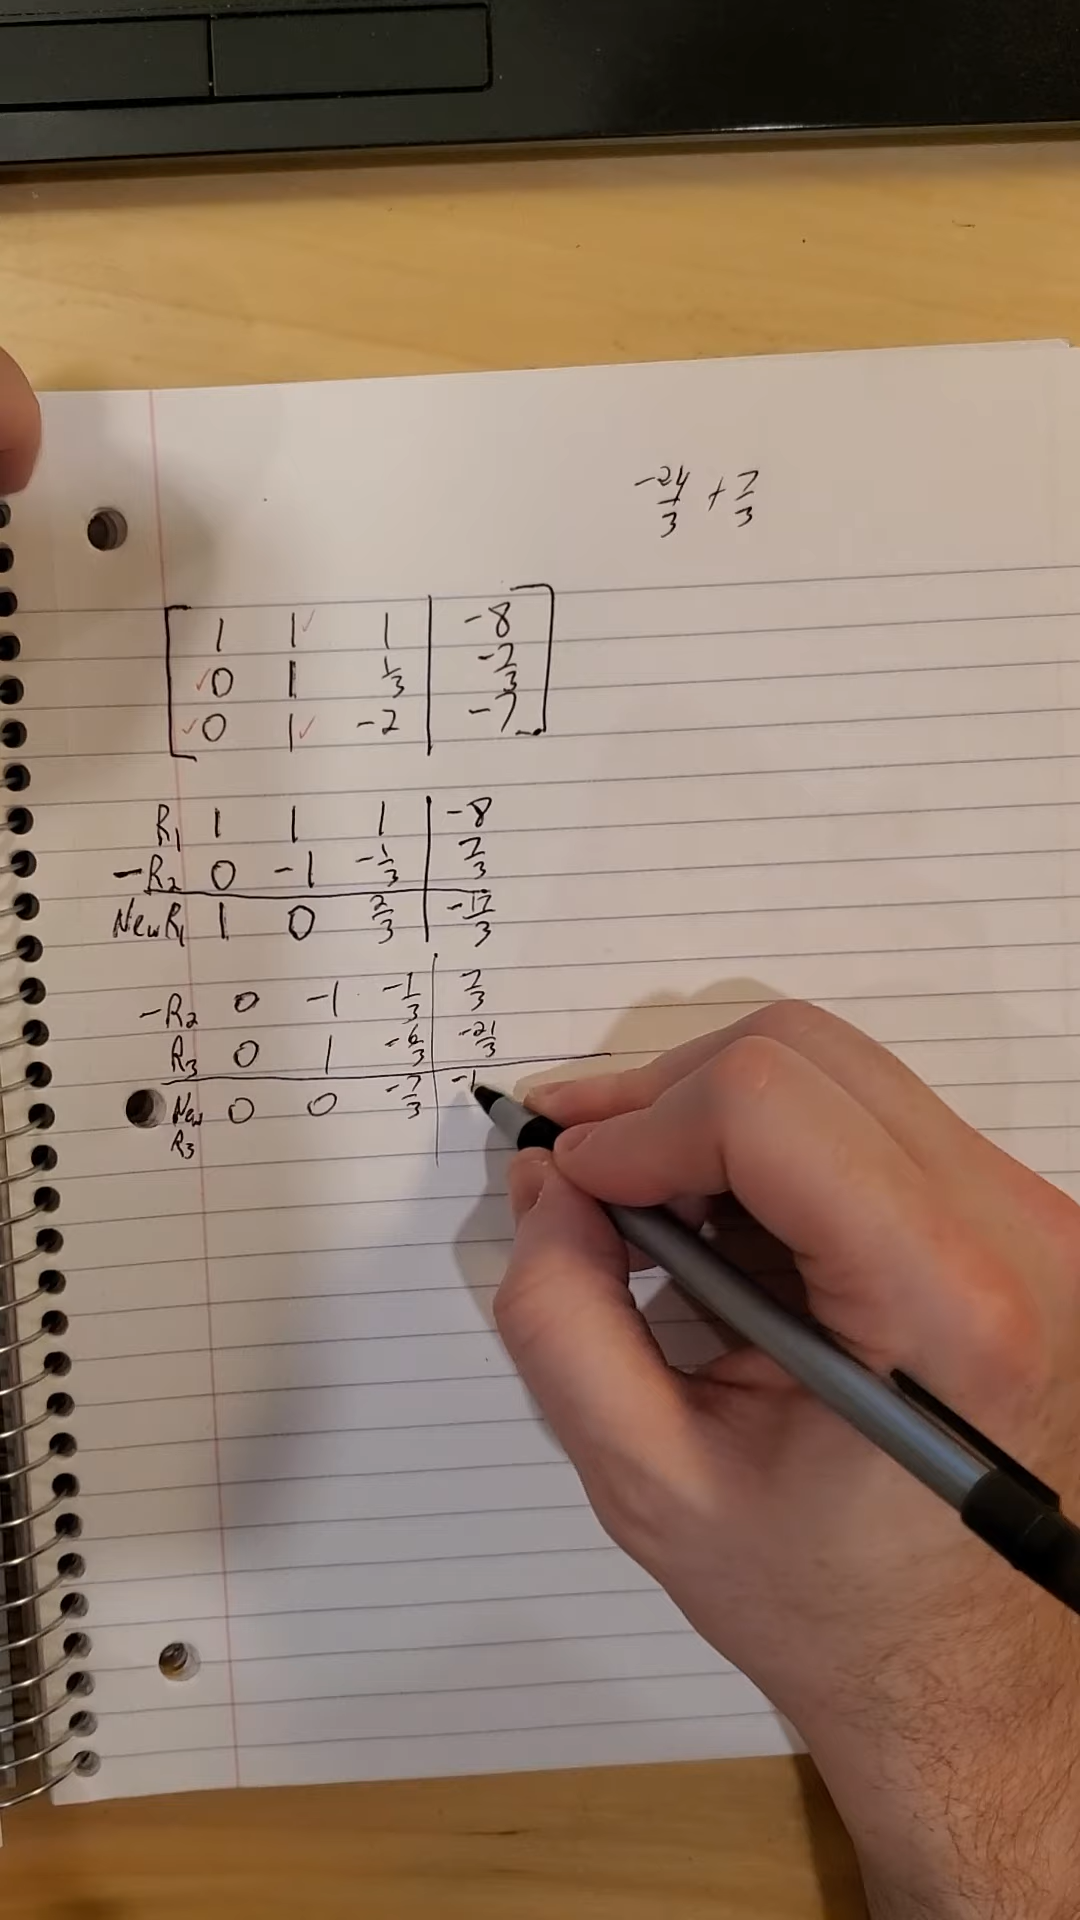 -24/3 + 7/3
1 1 1 | -8
0 1 1/3 | -7/3
0 1 -2 | -7
R1 1 1 1 | -8
-R2 0 -1 -1/3 | 7/3
New R1 1 0 2/3 | -17/3
-R2 0 -1 -1/3 | 7/3
R3 0 1 -6/3 | -21/3
New R3 0 0 -7/3 | -1